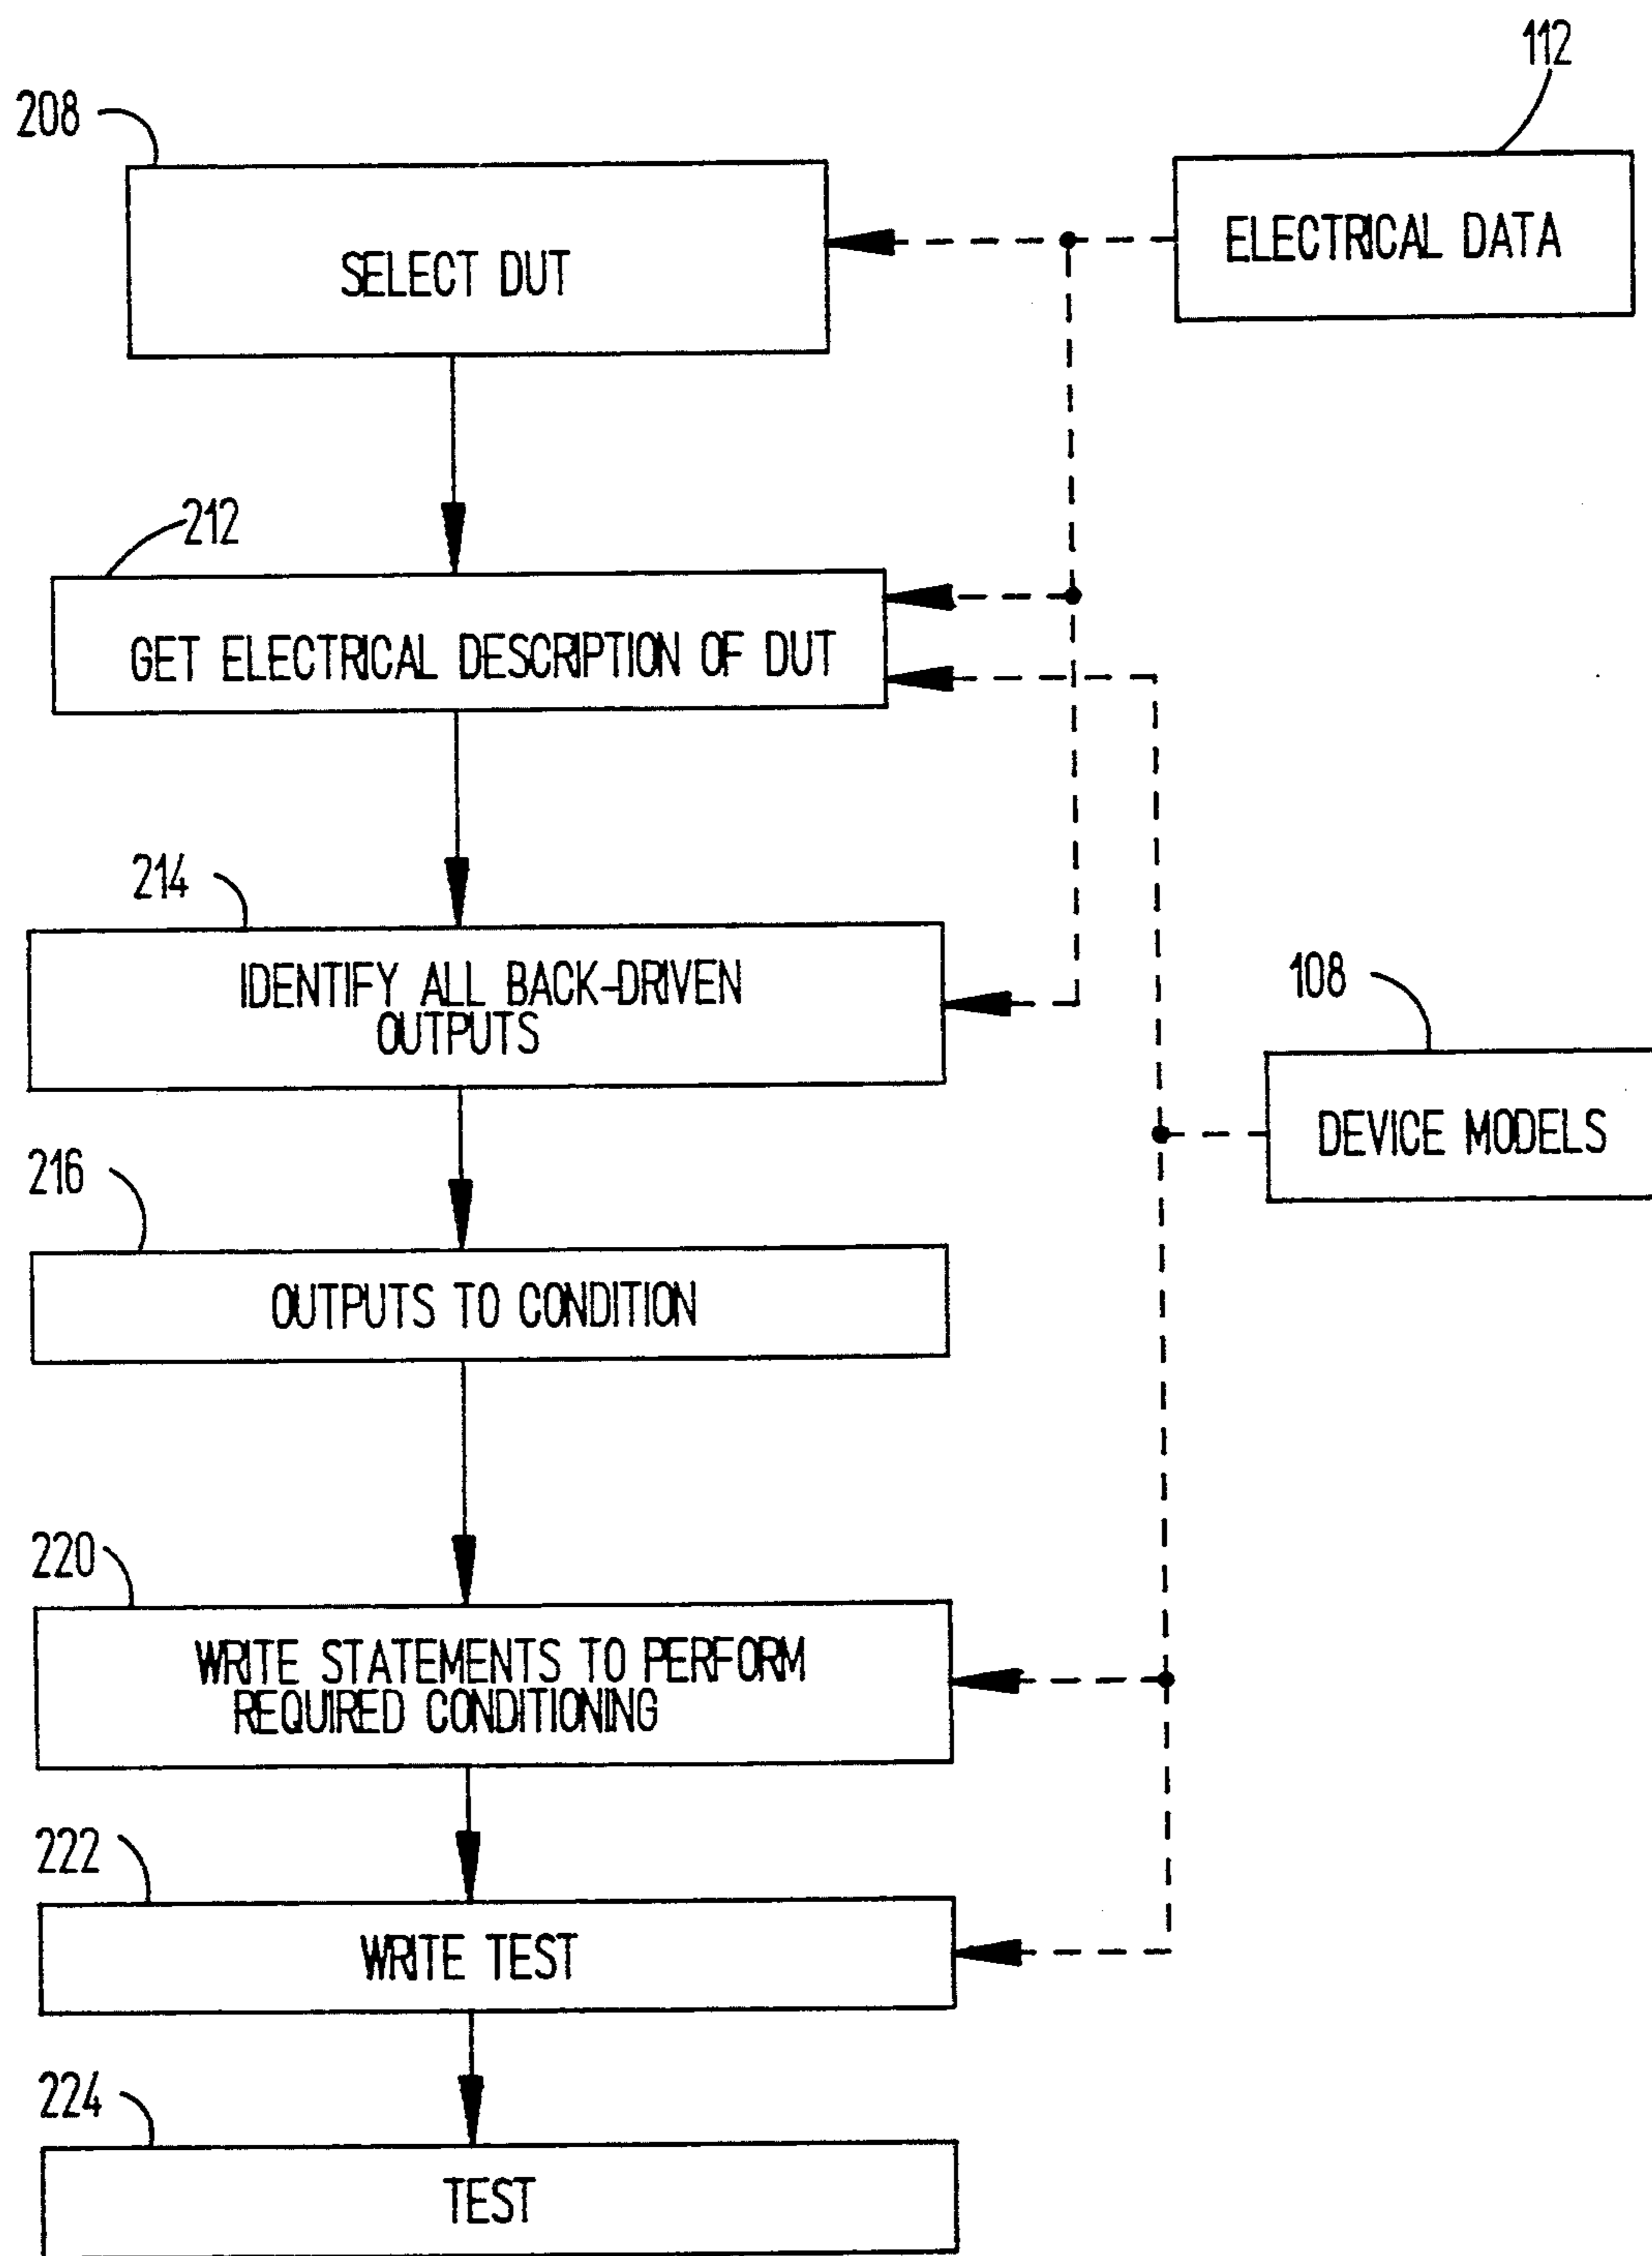 112
208
ELECTRICAL DATA
SELECT DUT
212
GET ELECTRICAL DESCRIPTION OF DUT
214
IDENTIFY ALL BACK-DRIVEN
OUTPUTS
108
DEVICE MODELS
216
OUTPUTS TO CONDITION
220
WRITE STATEMENTS TO PERFORM
REQUIRED CONDITIONING
222
WRITE TEST
224
TEST